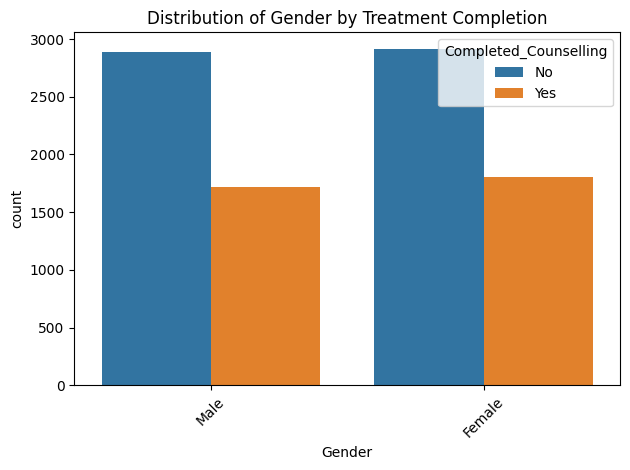 Distribution of Gender by Treatment Completion
3000
2500
2000
1500
1000
500
0
count
Completed_Counselling
No
Yes
Male
Female
Gender